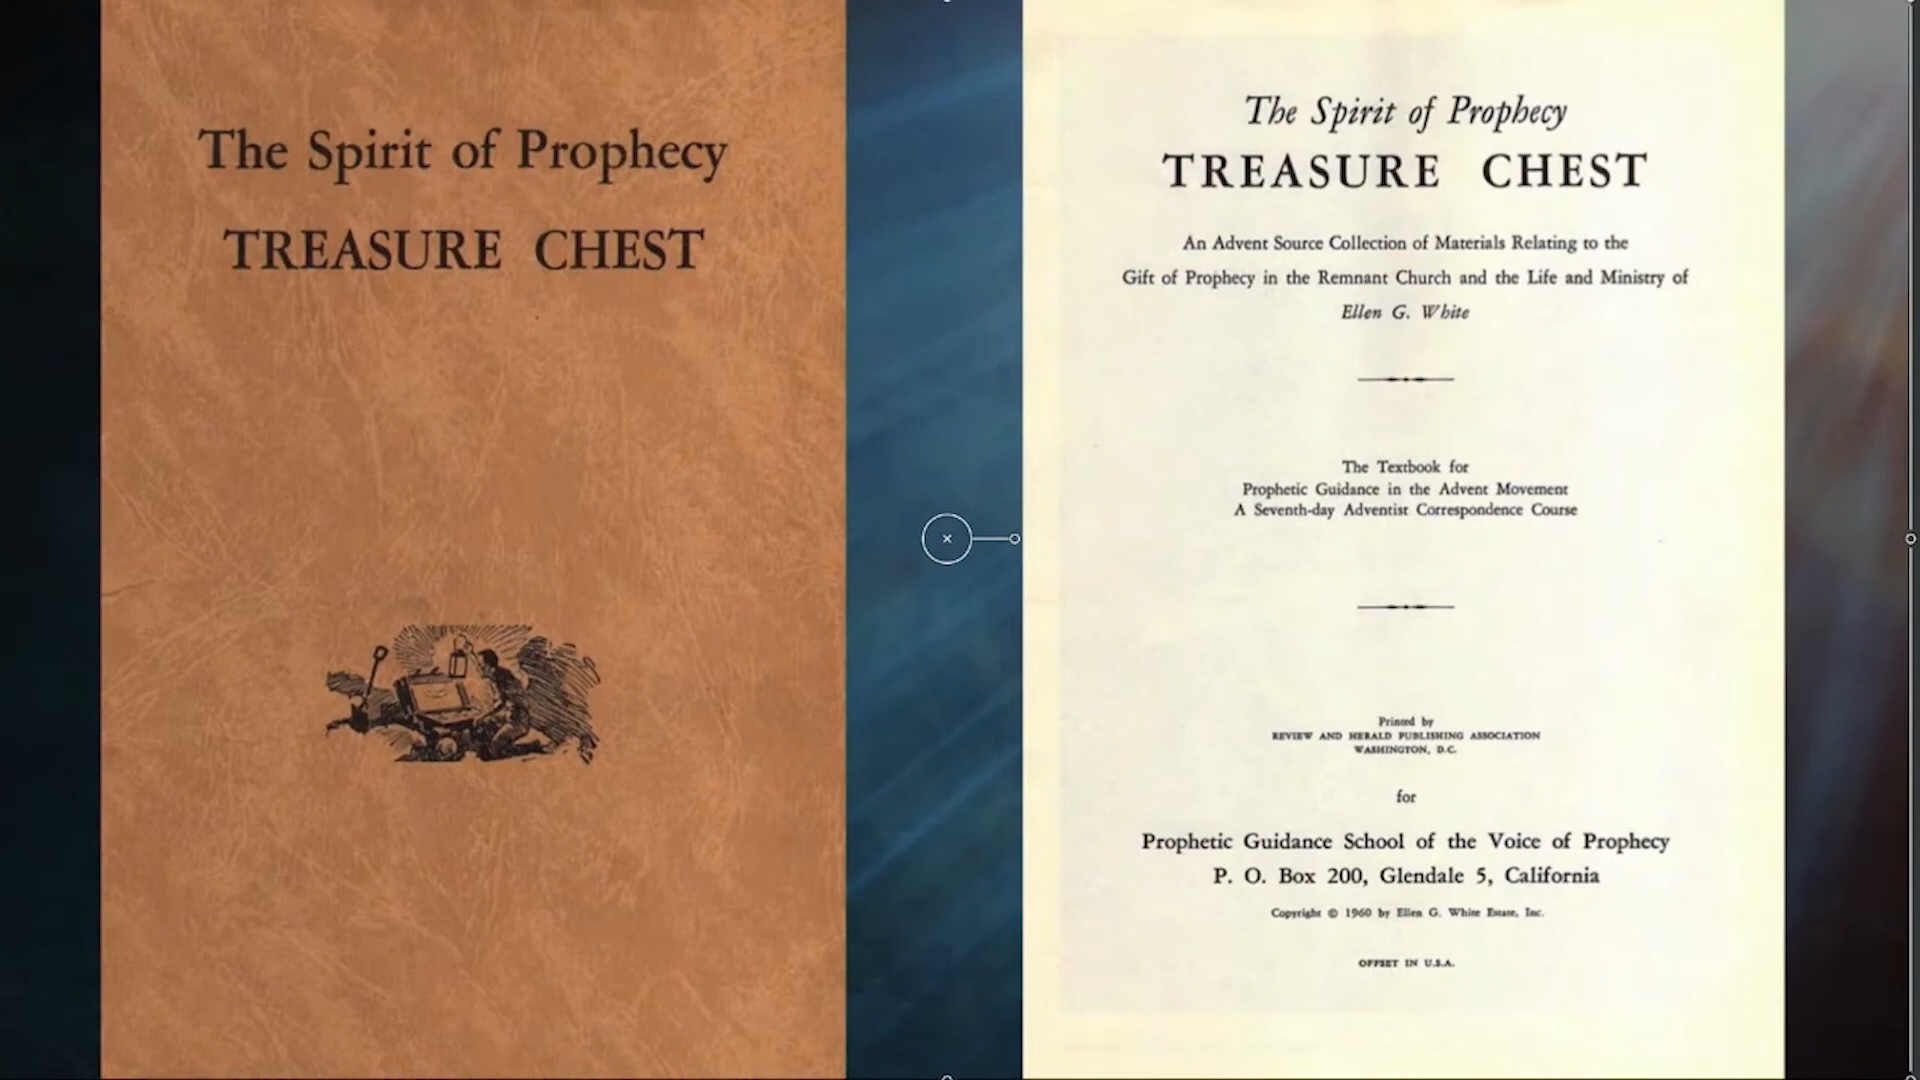 The Spirit of Prophecy
TREASURE CHEST
The Spirit of Prophecy
TREASURE CHEST
An Advent Source Collection of Materials Relating to the
Gift of Prophecy in the Remnant Church and the Life and Ministry of
Ellen G. White
The Textbook for
Prophetic Guidance in the Advent Movement
A Seventh-day Adventist Correspondence Course
Printed by
REVIEW AND HERALD PUBLISHING ASSOCIATION
WASHINGTON, D.C.
for
Prophetic Guidance School of the Voice of Prophecy
P. O. Box 200, Glendale 5, California
Copyright © 1960 by Ellen G. White Estate, Inc.
OFFSET IN U.S.A.